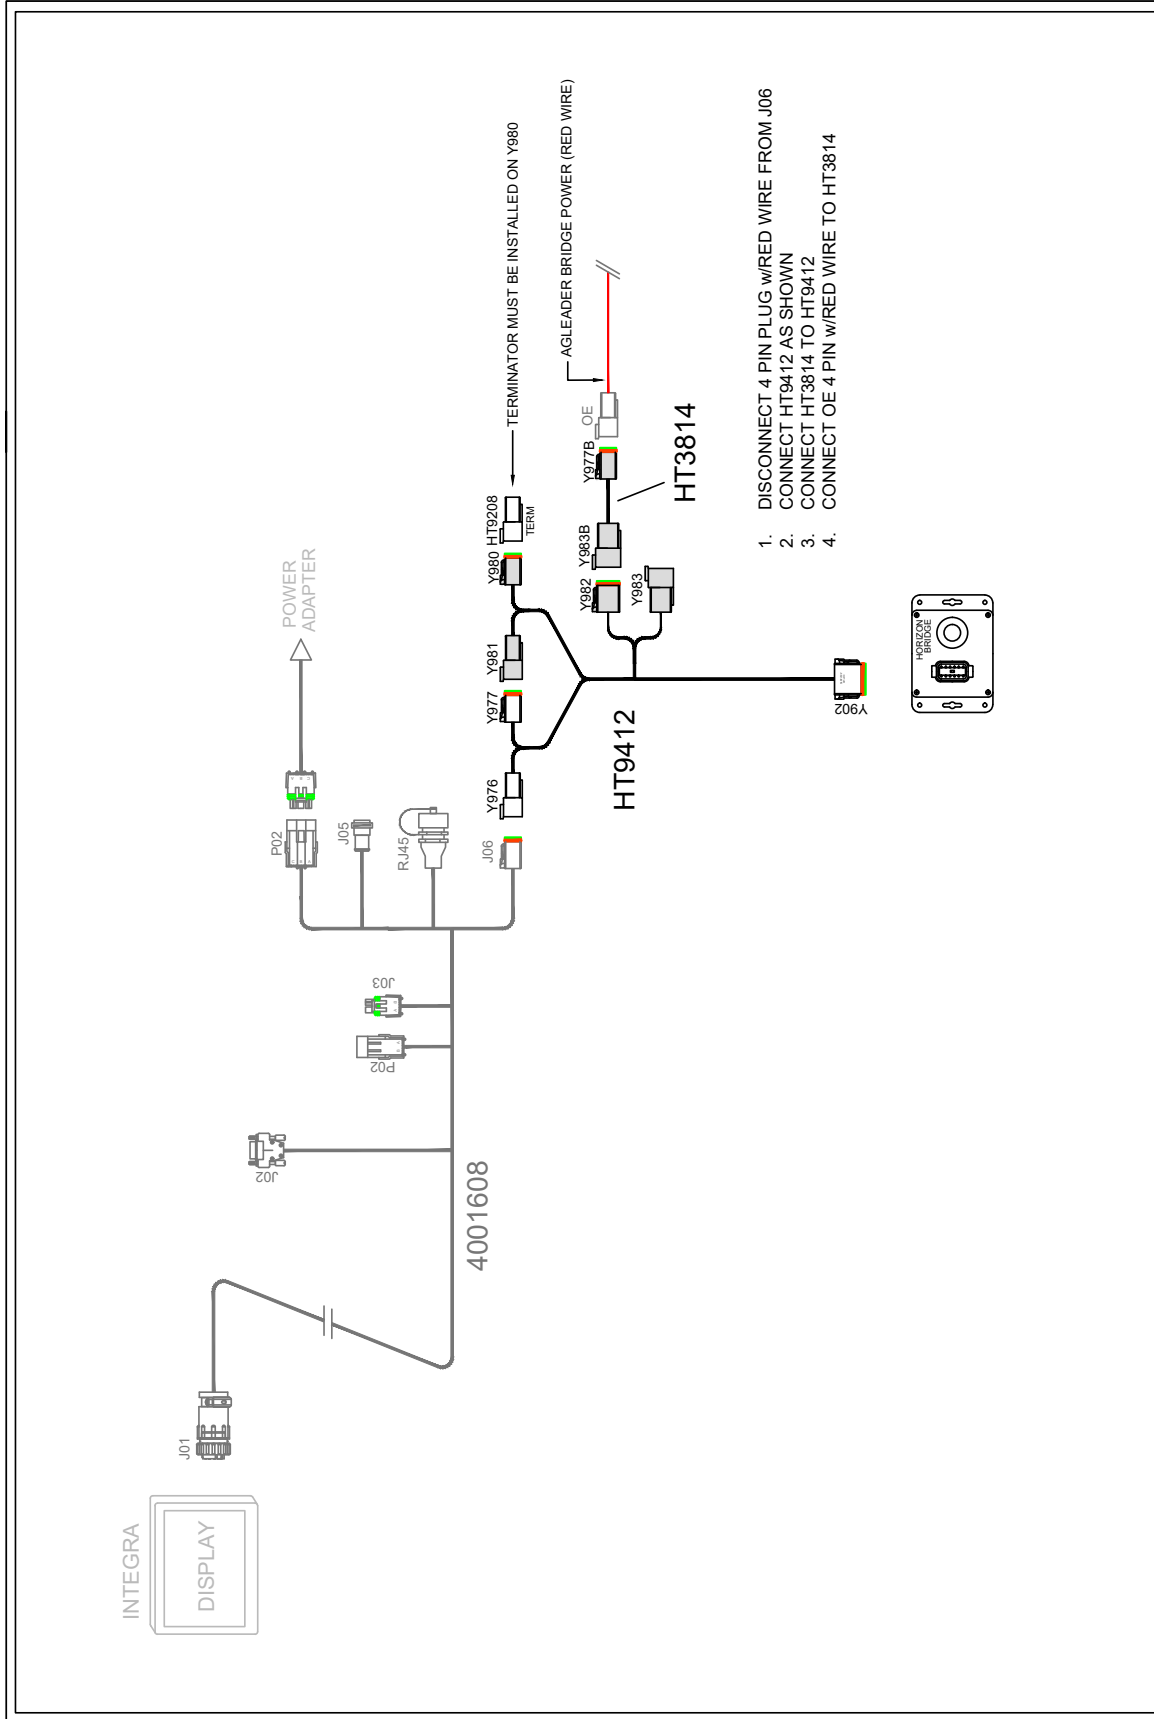 INTEGRA
DISPLAY
J01
J02
4001608
P02
J03
P02
J05
RJ45
J06
POWER
ADAPTER
Y976
Y977
Y981
Y980
HT9208
TERM
TERMINATOR MUST BE INSTALLED ON Y980
AGLEADER BRIDGE POWER (RED WIRE)
OE
Y977B
Y983B
Y982
Y983
HT3814
HT9412
Y902
HORIZON
BRIDGE
1. DISCONNECT 4 PIN PLUG w/RED WIRE FROM J06
2. CONNECT HT9412 AS SHOWN
3. CONNECT HT3814 TO HT9412
4. CONNECT OE 4 PIN w/RED WIRE TO HT3814